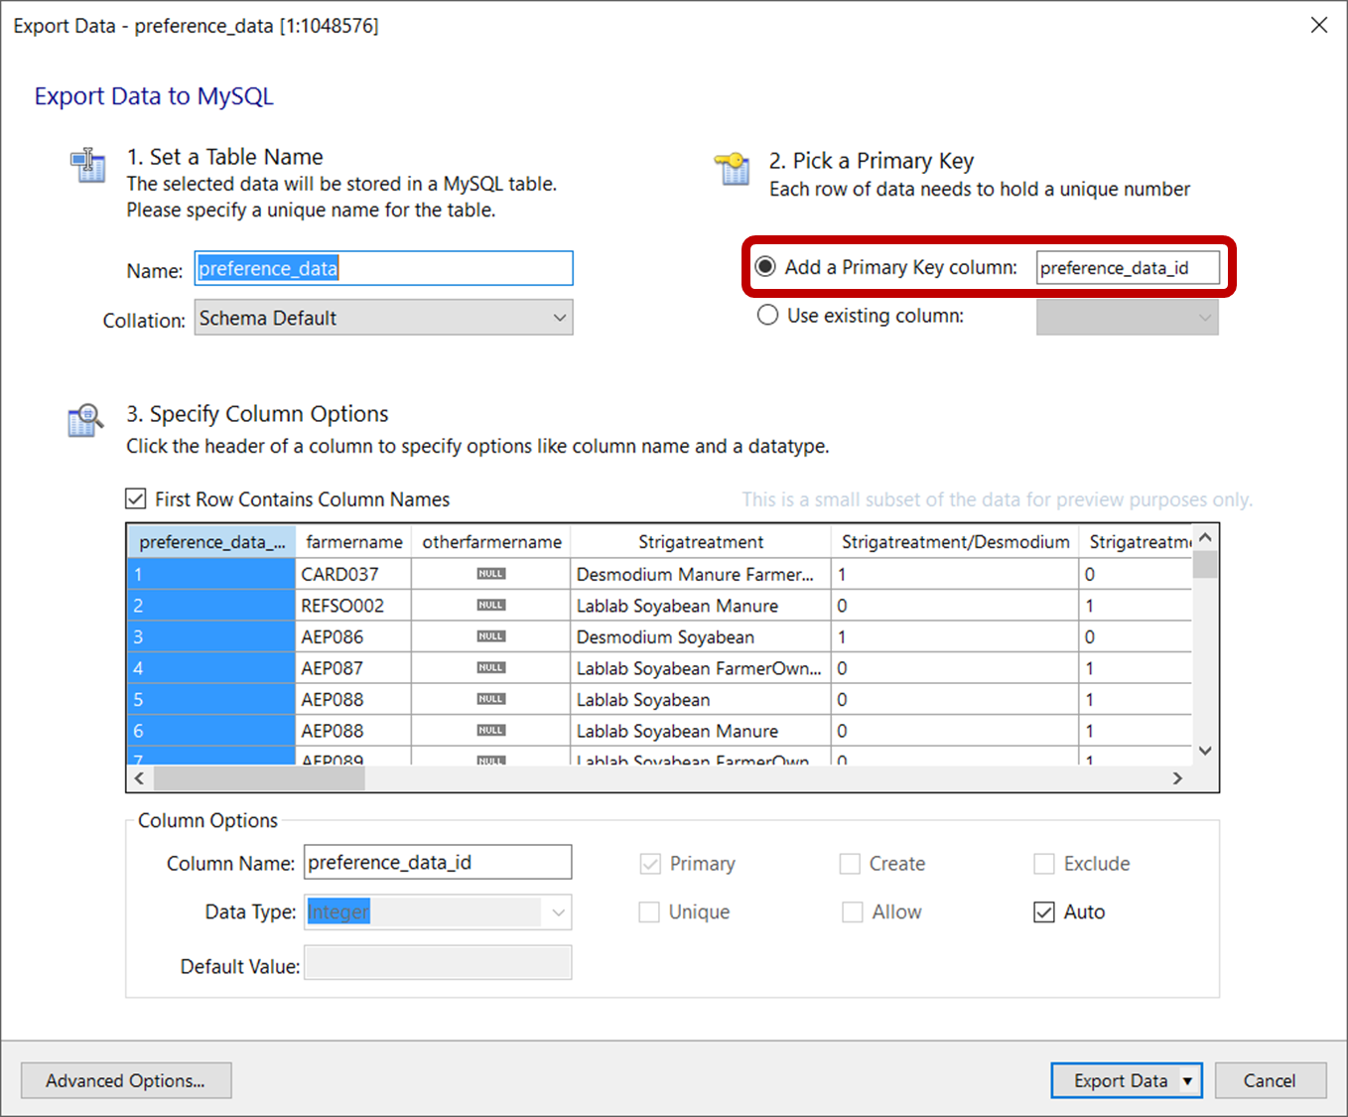 Export Data - preference_data [1:1048576]
Export Data to MySQL
1. Set a Table Name
The selected data will be stored in a MySQL table.
Please specify a unique name for the table.
Name: preference_data
Collation: Schema Default
2. Pick a Primary Key
Each row of data needs to hold a unique number
Add a Primary Key column: preference_data_id
Use existing column:
3. Specify Column Options
Click the header of a column to specify options like column name and a datatype.
First Row Contains Column Names
This is a small subset of the data for preview purposes only.
preference_data_... farmername otherfarmername Strigatreatment Strigatreatment/Desmodium Strigatreatme
1 CARD037 NULL Desmodium Manure Farmer... 1 0
2 REFSO002 NULL Lablab Soyabean Manure 0 1
3 AEP086 NULL Desmodium Soyabean 1 0
4 AEP087 NULL Lablab Soyabean FarmerOwn... 0 1
5 AEP088 NULL Lablab Soyabean 0 1
6 AEP088 NULL Lablab Soyabean Manure 0 1
7 AEP089 NULL Lablab Soyabean FarmerOwn 0 1
Column Options
Column Name: preference_data_id
Primary Create Exclude
Data Type: Integer
Unique Allow Auto
Default Value:
Advanced Options...
Export Data
Cancel